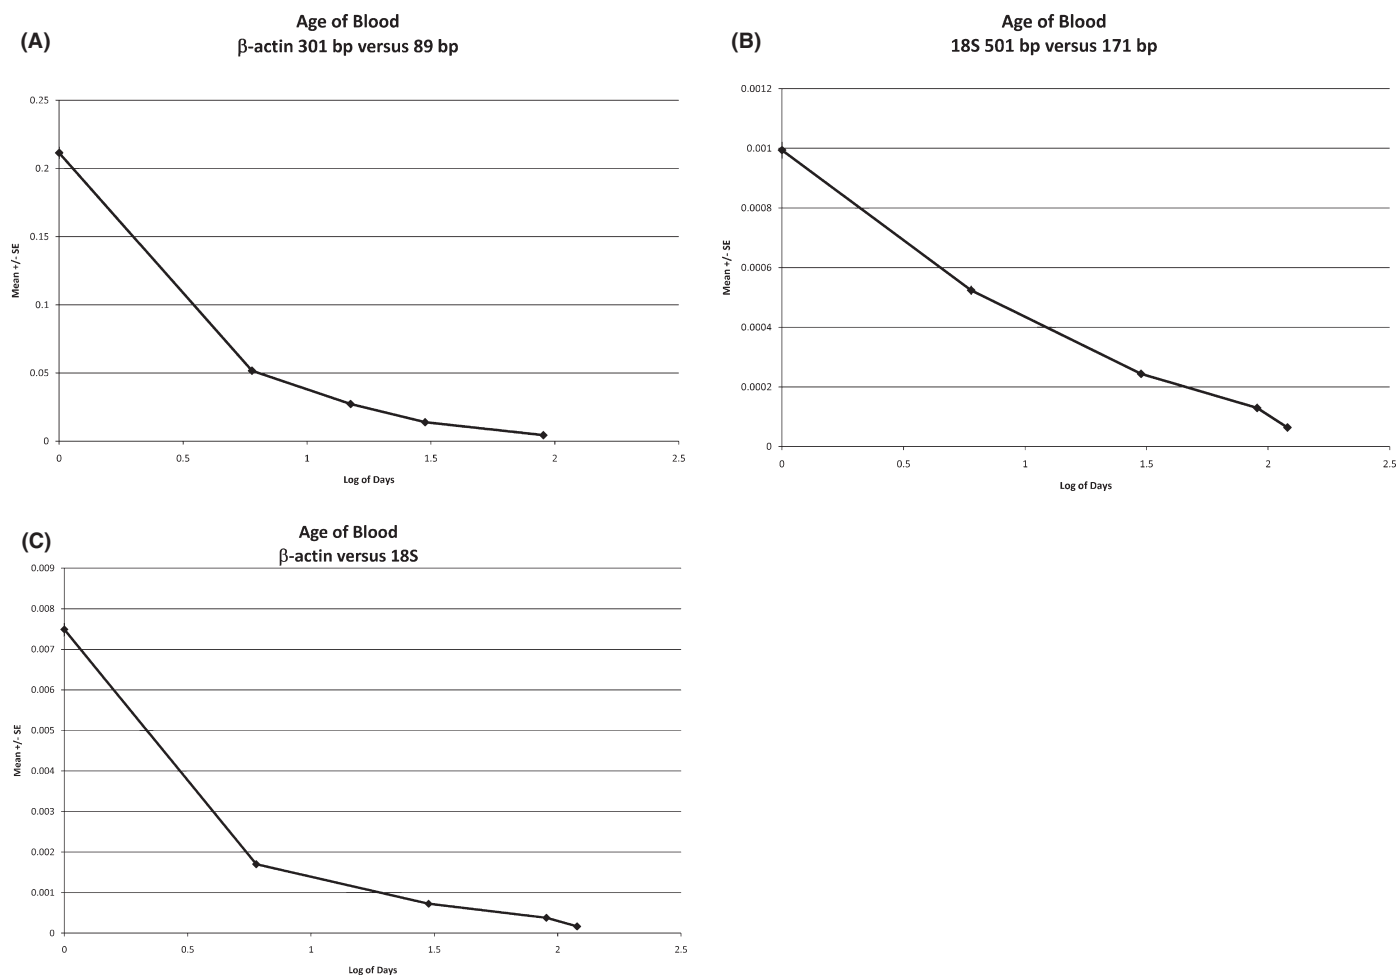 (A)
Age of Blood
β-actin 301 bp versus 89 bp
0.25
0.2
0.15
0.1
0.05
0
Mean +/- SE
0 0.5 1 1.5 2 2.5
Log of Days
(B)
Age of Blood
18S 501 bp versus 171 bp
0.0012
0.001
0.0008
0.0006
0.0004
0.0002
0
Mean +/- SE
0 0.5 1 1.5 2 2.5
Log of Days
(C)
Age of Blood
β-actin versus 18S
0.009
0.008
0.007
0.006
0.005
0.004
0.003
0.002
0.001
0
Mean +/- SE
0 0.5 1 1.5 2 2.5
Log of Days